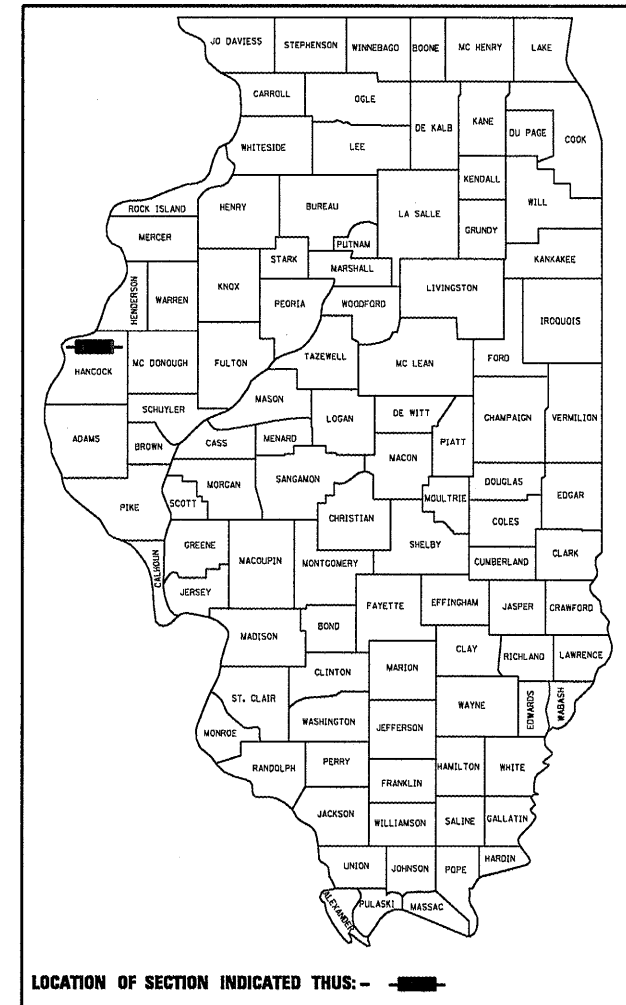 JO DAVIESS
STEPHENSON
WINNEBAGO
BOONE
MC HENRY
LAKE
CARROLL
OGLE
DE KALB
KANE
DU PAGE
COOK
WHITESIDE
LEE
KENDALL
WILL
ROCK ISLAND
HENRY
BUREAU
LA SALLE
GRUNDY
MERCER
PUTNAM
STARK
MARSHALL
KANKAKEE
HENDERSON
WARREN
KNOX
PEORIA
WOODFORD
LIVINGSTON
IROQUOIS
HANCOCK
MC DONOUGH
FULTON
TAZEWELL
MC LEAN
FORD
SCHUYLER
MASON
LOGAN
DE WITT
CHAMPAIGN
VERMILION
ADAMS
BROWN
CASS
MENARD
MACON
PIATT
MORGAN
SANGAMON
DOUGLAS
EDGAR
PIKE
SCOTT
CHRISTIAN
MOULTRIE
COLES
GREENE
MACOUPIN
MONTGOMERY
SHELBY
CUMBERLAND
CLARK
CALHOUN
JERSEY
FAYETTE
EFFINGHAM
JASPER
CRAWFORD
MADISON
BOND
CLAY
RICHLAND
LAWRENCE
CLINTON
MARION
ST. CLAIR
WAYNE
EDWARDS
WABASH
WASHINGTON
JEFFERSON
MONROE
RANDOLPH
PERRY
HAMILTON
WHITE
FRANKLIN
JACKSON
WILLIAMSON
SALINE
GALLATIN
UNION
JOHNSON
POPE
HARDIN
ALEXANDER
PULASKI
MASSAC
LOCATION OF SECTION INDICATED THUS: -